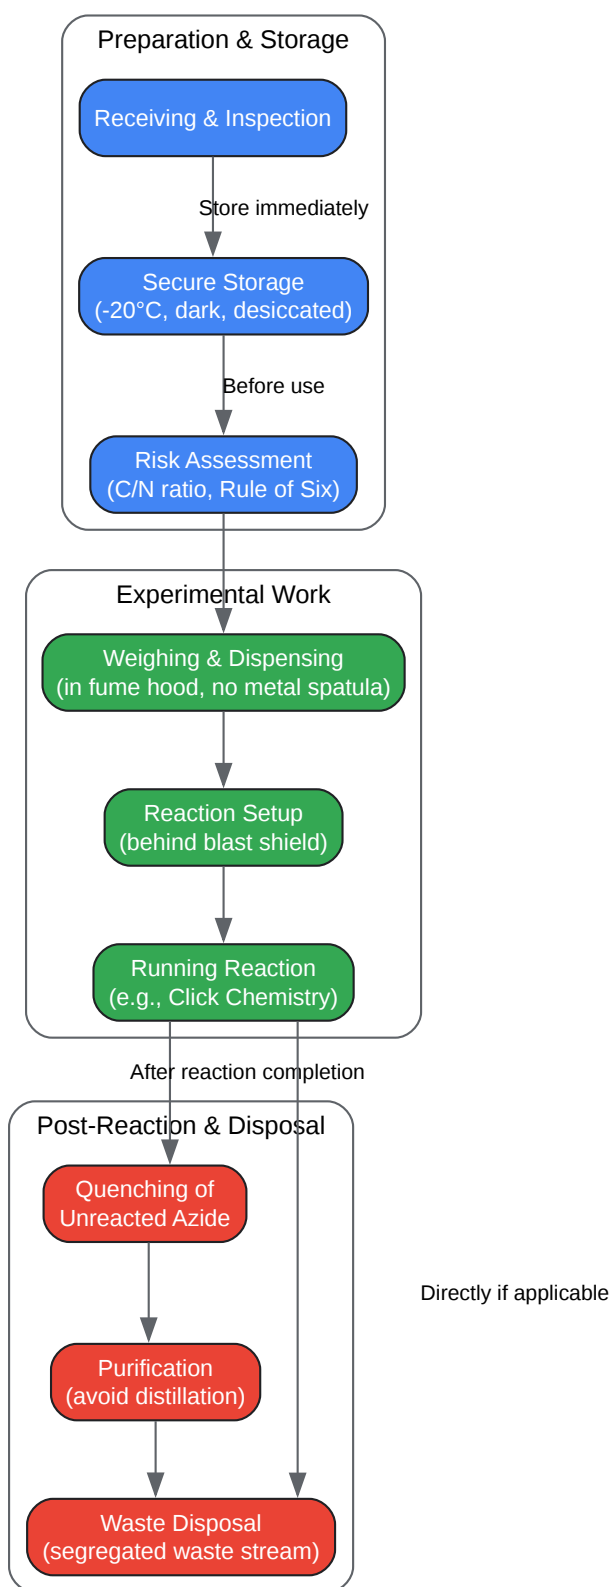 Preparation & Storage
Receiving & Inspection
Store immediately
Secure Storage
(-20°C, dark, desiccated)
Before use
Risk Assessment
(C/N ratio, Rule of Six)
Experimental Work
Weighing & Dispensing
(in fume hood, no metal spatula)
Reaction Setup
(behind blast shield)
Running Reaction
(e.g., Click Chemistry)
After reaction completion
Post-Reaction & Disposal
Quenching of
Unreacted Azide
Directly if applicable
Purification
(avoid distillation)
Waste Disposal
(segregated waste stream)